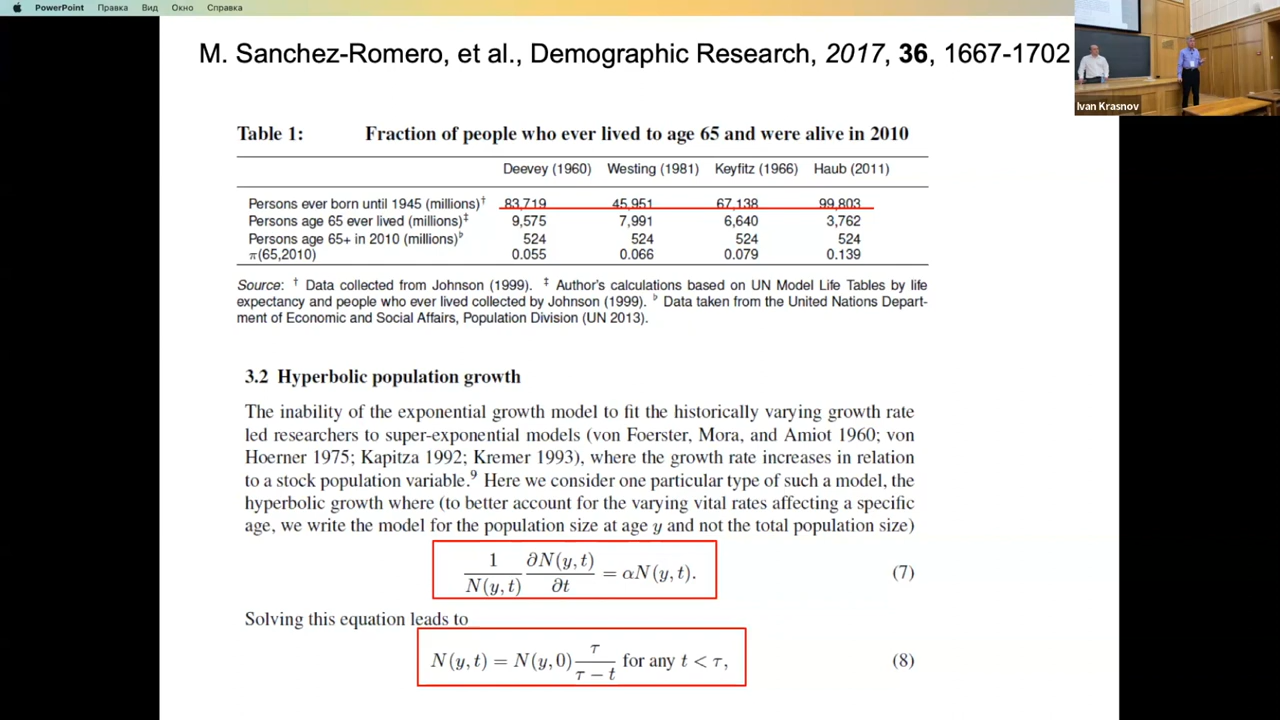 PowerPoint Правка Вид Окно Справка
M. Sanchez-Romero, et al., Demographic Research, 2017, 36, 1667-1702
Ivan Krasnov
Table 1: Fraction of people who ever lived to age 65 and were alive in 2010
Deevey (1960) Westing (1981) Keyfitz (1966) Haub (2011)
Persons ever born until 1945 (millions)† 83,719 45,951 67,138 99,803
Persons age 65 ever lived (millions)‡ 9,575 7,991 6,640 3,762
Persons age 65+ in 2010 (millions)♭ 524 524 524 524
π(65,2010) 0.055 0.066 0.079 0.139
Source: † Data collected from Johnson (1999). ‡ Author's calculations based on UN Model Life Tables by life
expectancy and people who ever lived collected by Johnson (1999). ♭ Data taken from the United Nations Depart-
ment of Economic and Social Affairs, Population Division (UN 2013).
3.2 Hyperbolic population growth
The inability of the exponential growth model to fit the historically varying growth rate
led researchers to super-exponential models (von Foerster, Mora, and Amiot 1960; von
Hoerner 1975; Kapitza 1992; Kremer 1993), where the growth rate increases in relation
to a stock population variable.⁹ Here we consider one particular type of such a model, the
hyperbolic growth where (to better account for the varying vital rates affecting a specific
age, we write the model for the population size at age y and not the total population size)
1/N(y,t) ∂N(y,t)/∂t = αN(y,t). (7)
Solving this equation leads to
N(y,t) = N(y,0) τ/(τ − t) for any t < τ, (8)